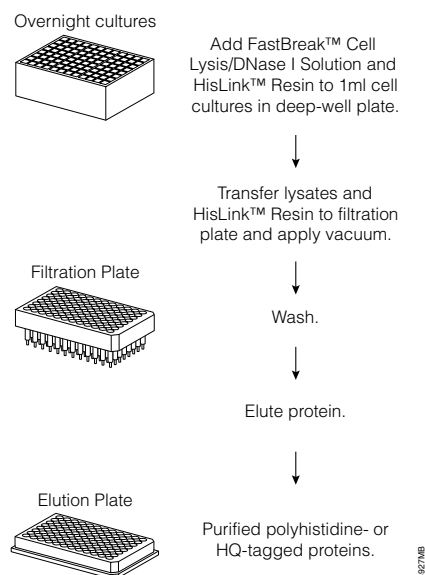 Overnight cultures
Add FastBreak™ Cell
Lysis/DNase I Solution and
HisLink™ Resin to 1ml cell
cultures in deep-well plate.
Transfer lysates and
HisLink™ Resin to filtration
plate and apply vacuum.
Filtration Plate
Wash.
Elute protein.
Elution Plate
Purified polyhistidine- or
HQ-tagged proteins.
927MB